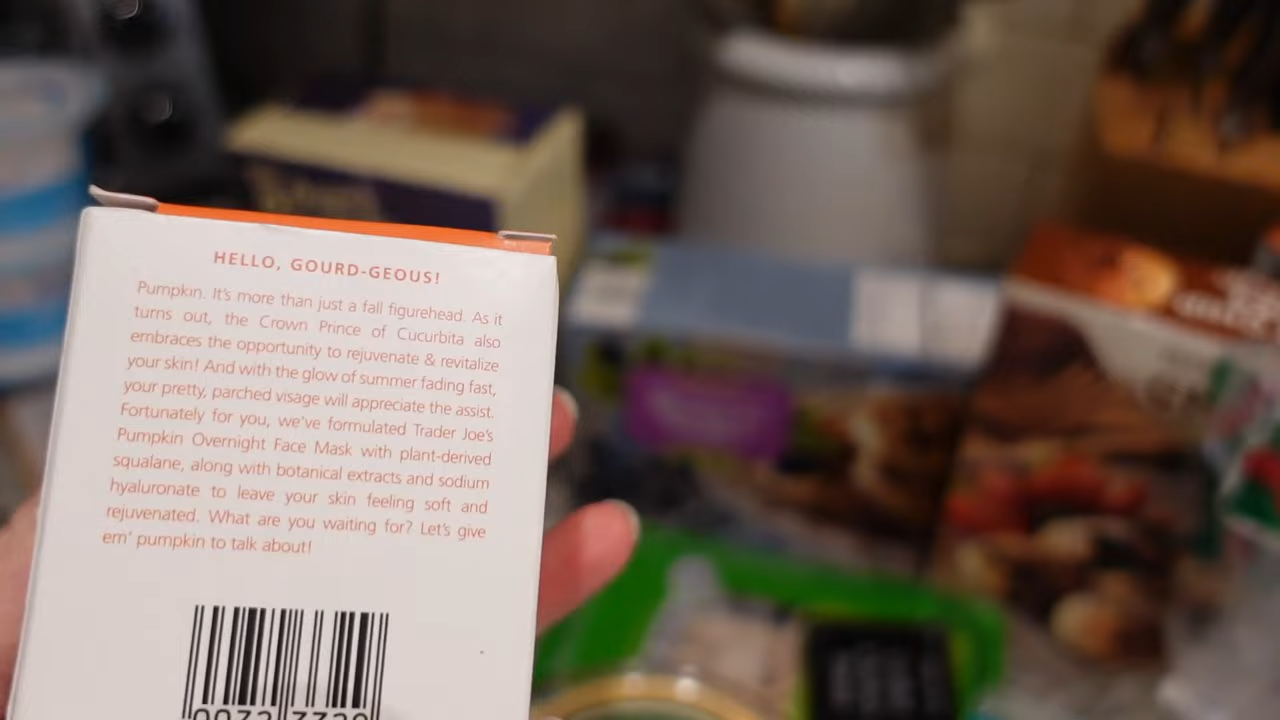 HELLO, GOURD-GEOUS!
Pumpkin. It's more than just a fall figurehead. As it
turns out, the Crown Prince of Cucurbita also
embraces the opportunity to rejuvenate & revitalize
your skin! And with the glow of summer fading fast,
your pretty, parched visage will appreciate the assist.
Fortunately for you, we've formulated Trader Joe's
Pumpkin Overnight Face Mask with plant-derived
squalane, along with botanical extracts and sodium
hyaluronate to leave your skin feeling soft and
rejuvenated. What are you waiting for? Let's give
em' pumpkin to talk about!